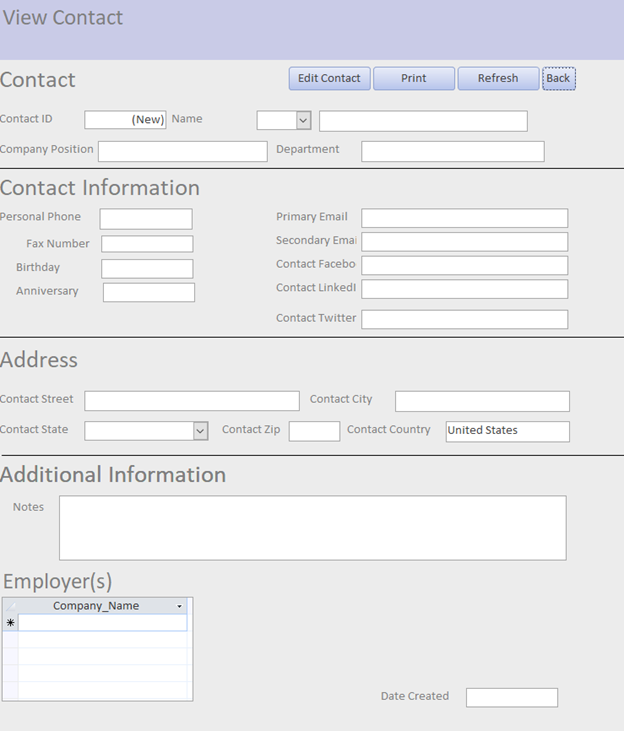 View Contact
Contact Edit Contact Print Refresh Back
Contact ID (New) Name
Company Position Department
Contact Information
Personal Phone Primary Email
Fax Number Secondary Emai
Birthday Contact Facebo
Anniversary Contact LinkedI
Contact Twitter
Address
Contact Street Contact City
Contact State Contact Zip Contact Country United States
Additional Information
Notes
Employer(s)
Company_Name
Date Created